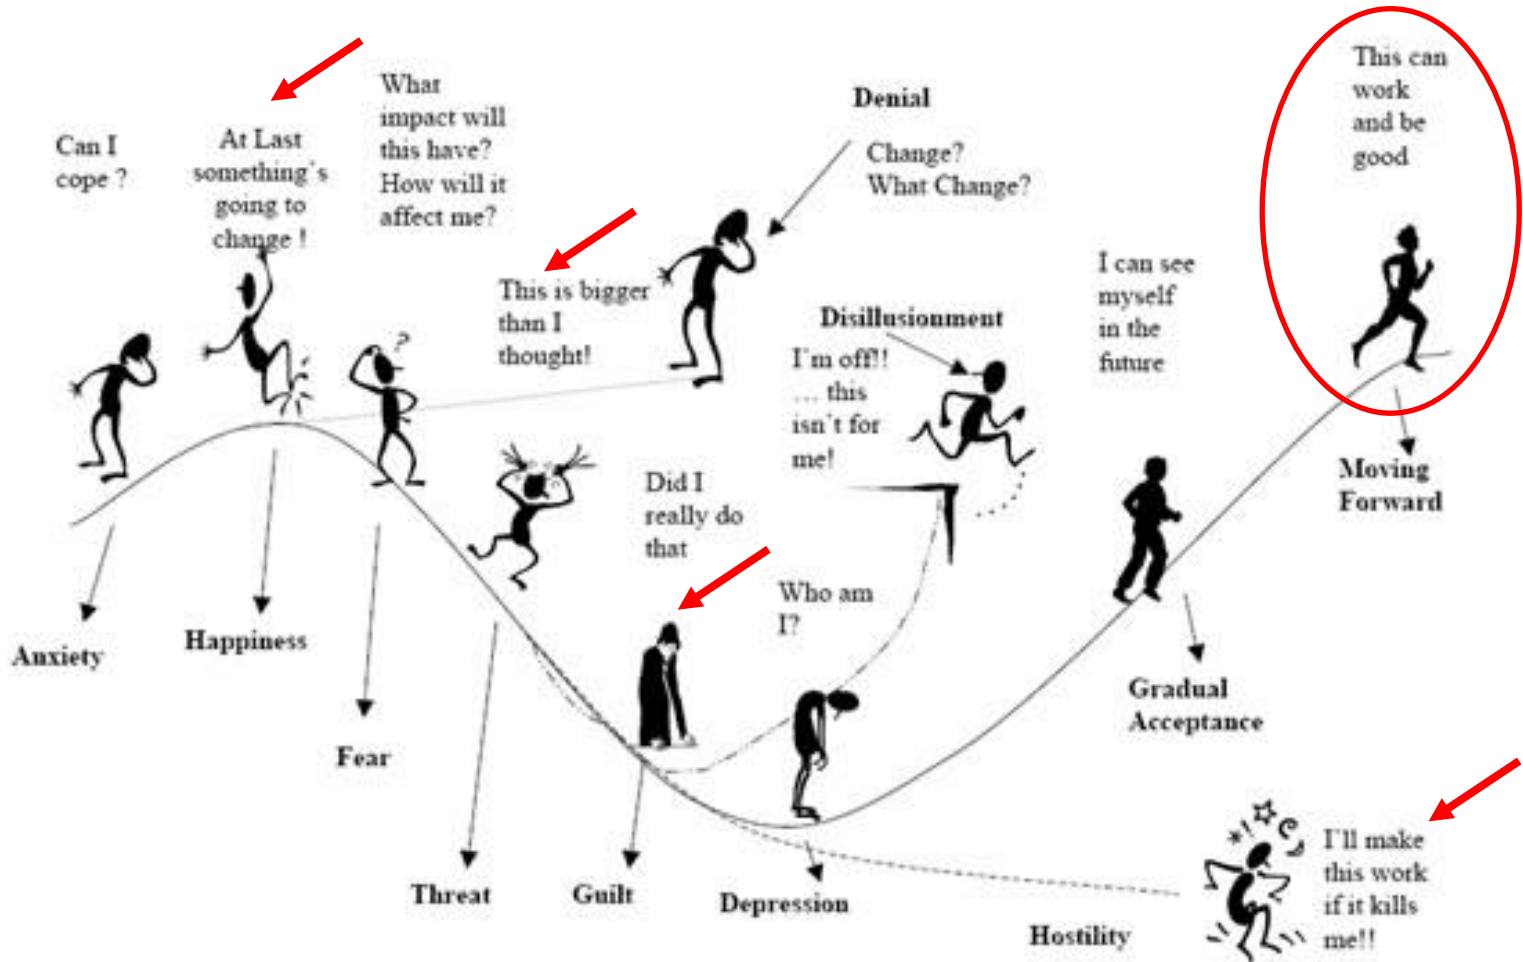 Can I
cope ?
At Last
something's
going to
change !
What
impact will
this have?
How will it
affect me?
This is bigger
than I
thought!
Denial
Change?
What Change?
Disillusionment
I'm off!!
... this
isn't for
me!
I can see
myself
in the
future
This can
work
and be
good
?
Did I
really do
that
Who am
I?
Moving
Forward
Anxiety
Happiness
Fear
Threat
Guilt
Depression
Gradual
Acceptance
Hostility
I'll make
this work
if it kills
me!!